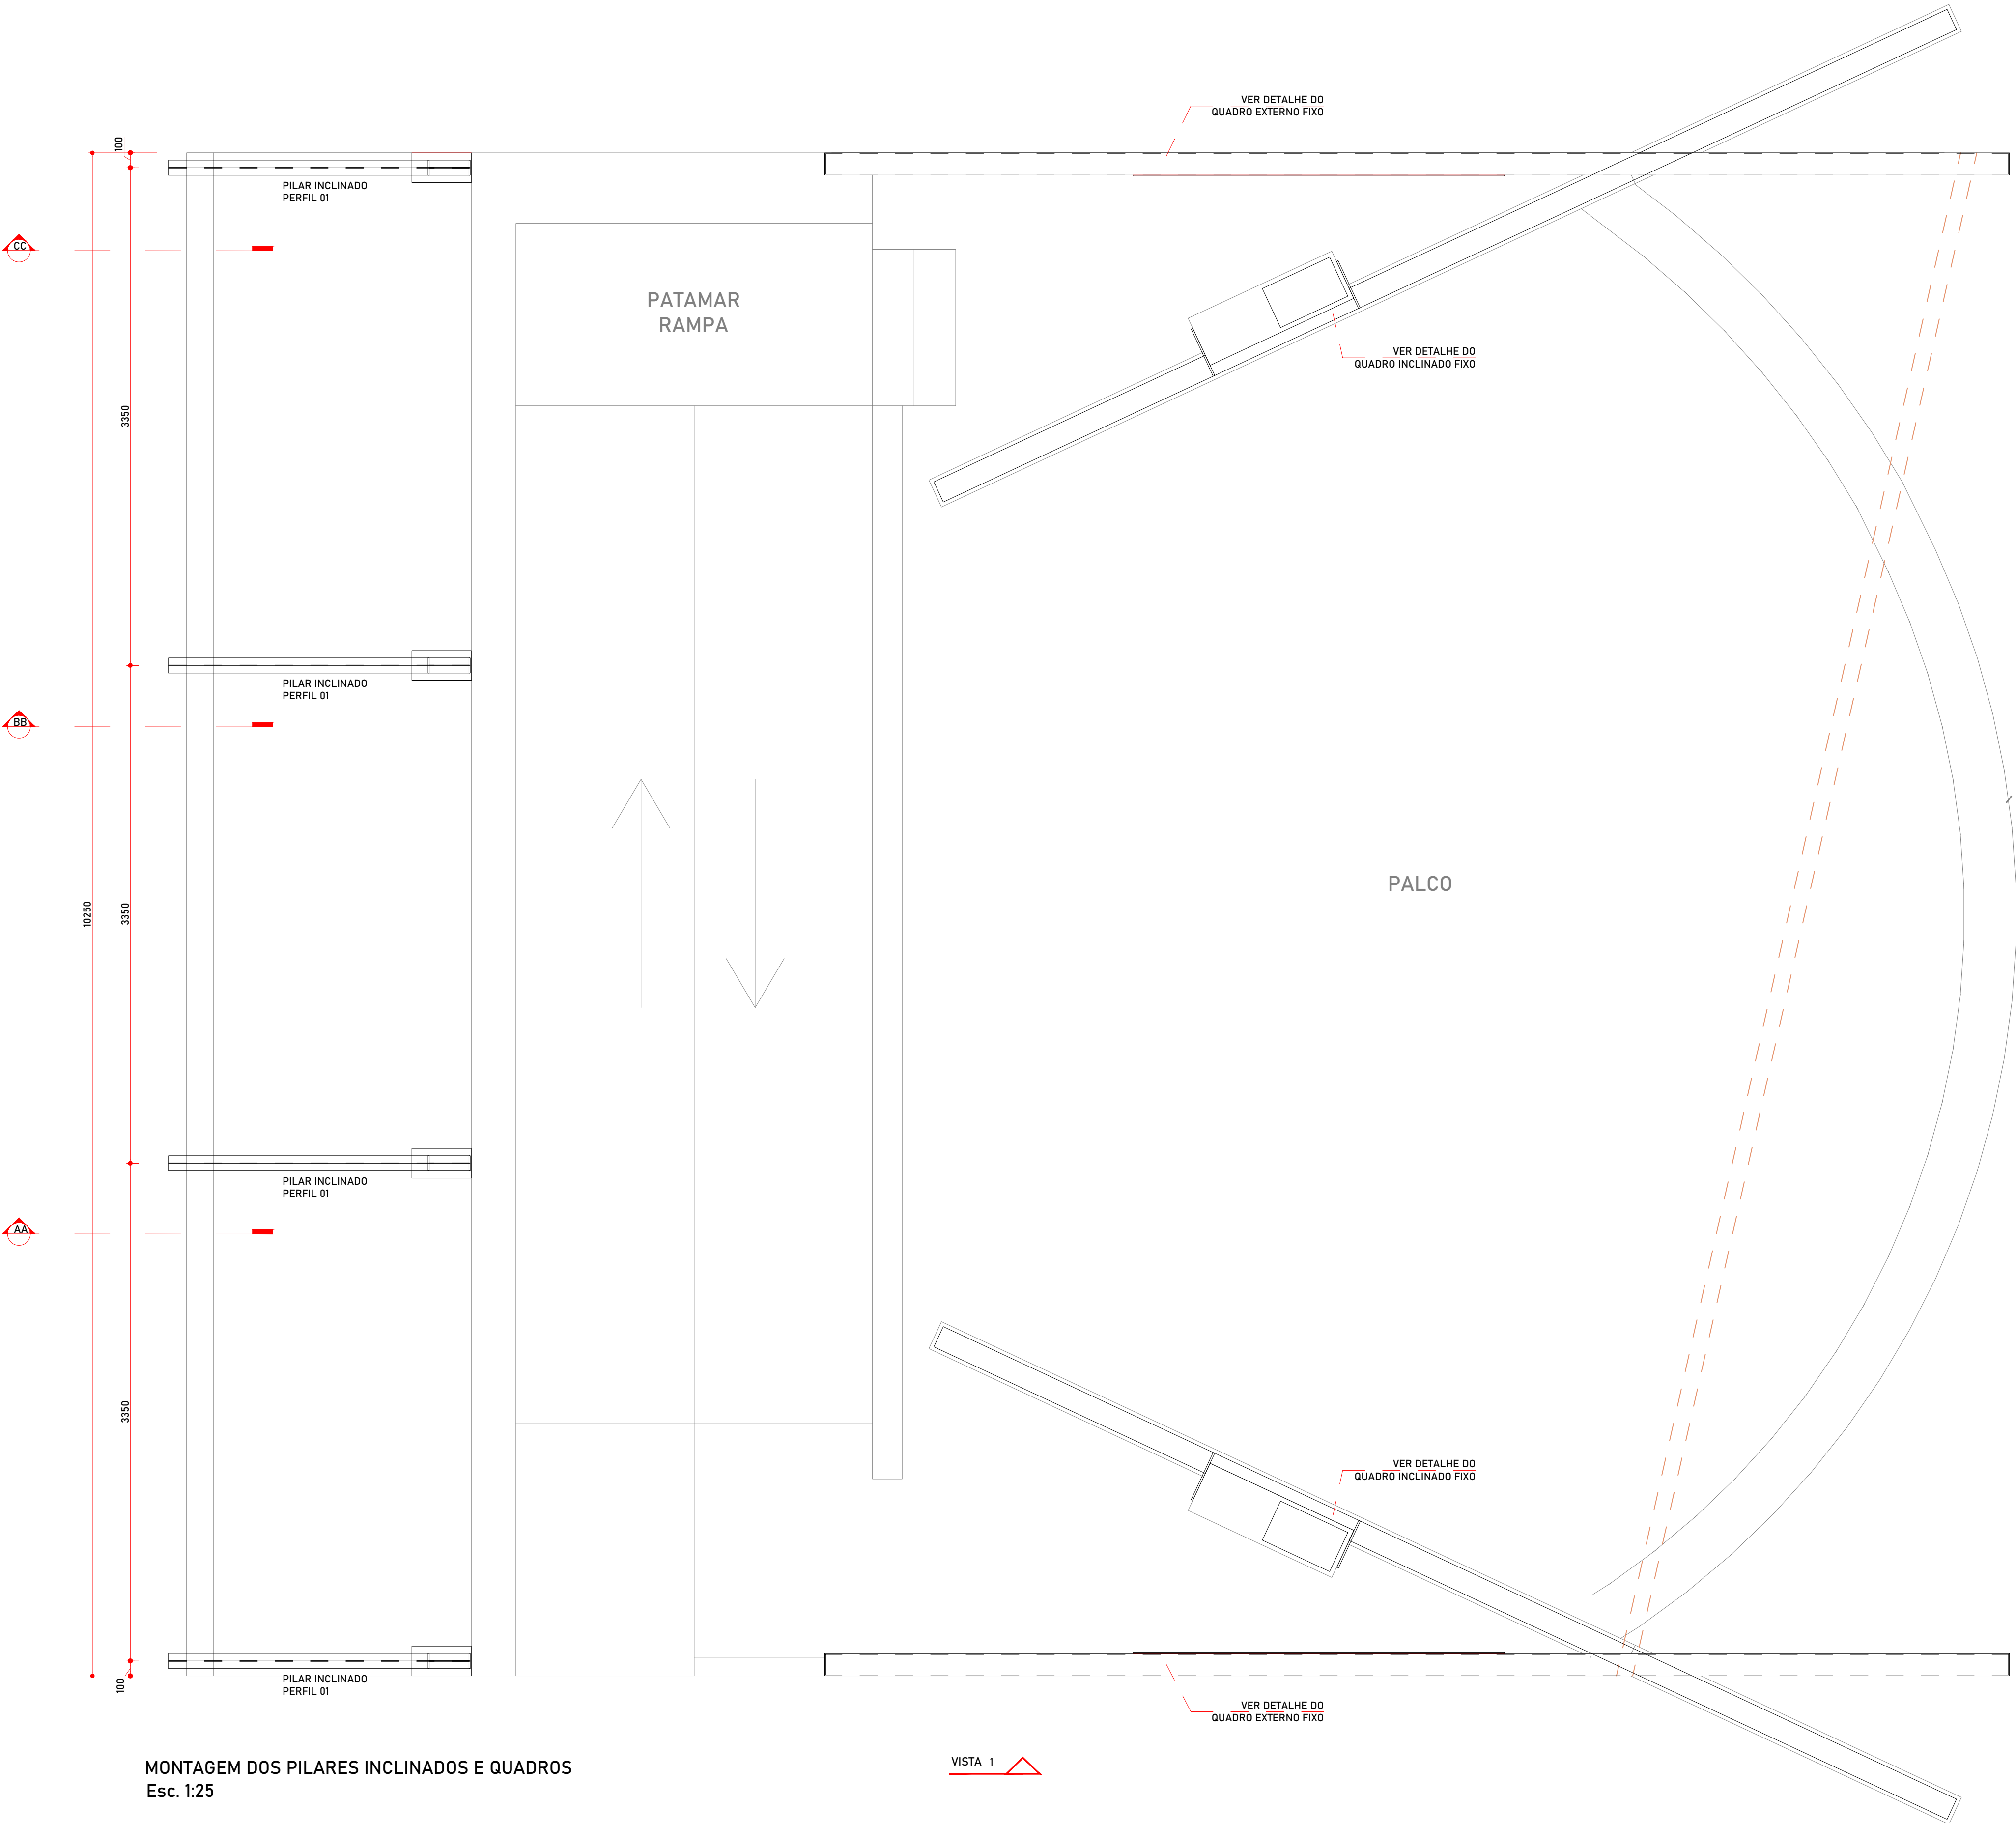 VER DETALHE DO
QUADRO EXTERNO FIXO
100
PILAR INCLINADO
PERFIL 01
CC
PATAMAR
RAMPA
VER DETALHE DO
QUADRO INCLINADO FIXO
3350
PILAR INCLINADO
PERFIL 01
BB
PALCO
10250
3350
PILAR INCLINADO
PERFIL 01
AA
3350
VER DETALHE DO
QUADRO INCLINADO FIXO
PILAR INCLINADO
PERFIL 01
100
VER DETALHE DO
QUADRO EXTERNO FIXO
MONTAGEM DOS PILARES INCLINADOS E QUADROS
Esc. 1:25
VISTA 1